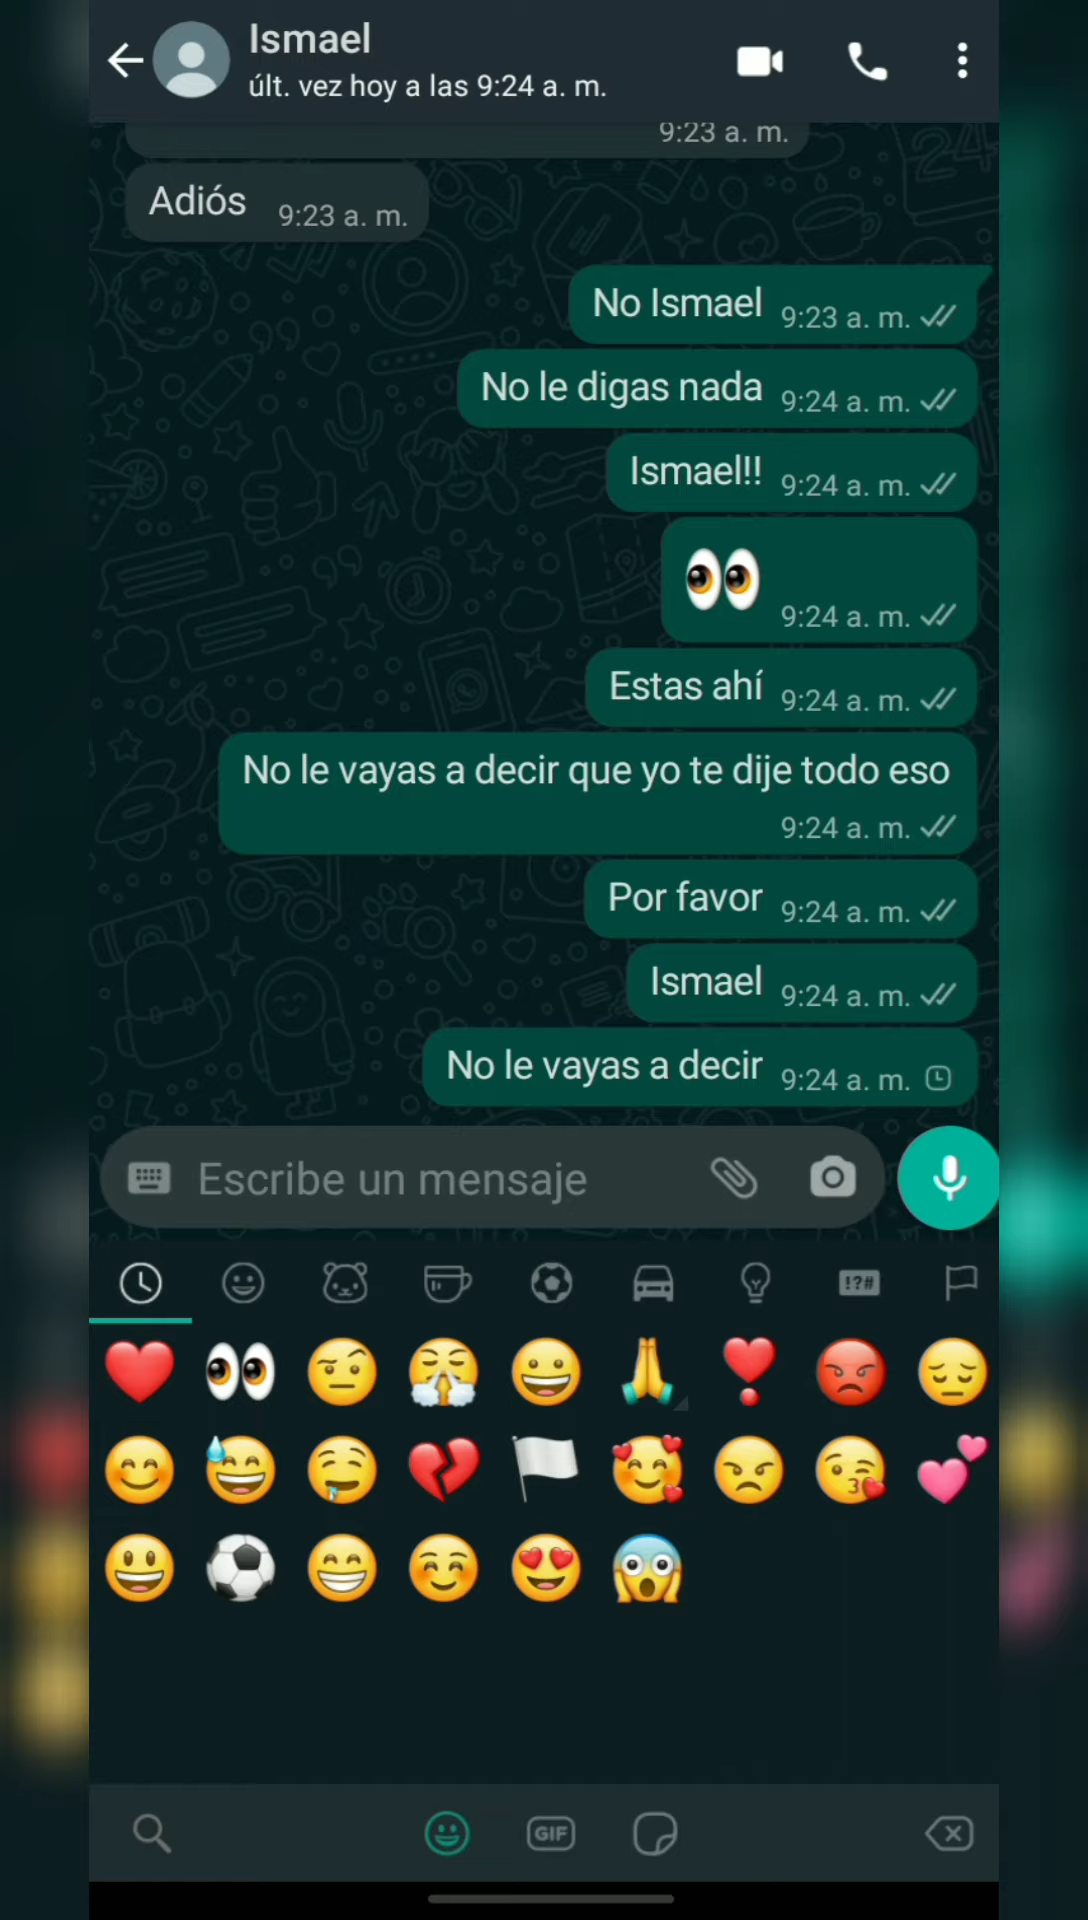 Ismael
últ. vez hoy a las 9:24 a. m.
9:23 a. m.
Adiós 9:23 a. m.
No Ismael 9:23 a. m.
No le digas nada 9:24 a. m.
Ismael!! 9:24 a. m.
9:24 a. m.
Estas ahí 9:24 a. m.
No le vayas a decir que yo te dije todo eso
9:24 a. m.
Por favor 9:24 a. m.
Ismael 9:24 a. m.
No le vayas a decir 9:24 a. m.
Escribe un mensaje
!?#
GIF